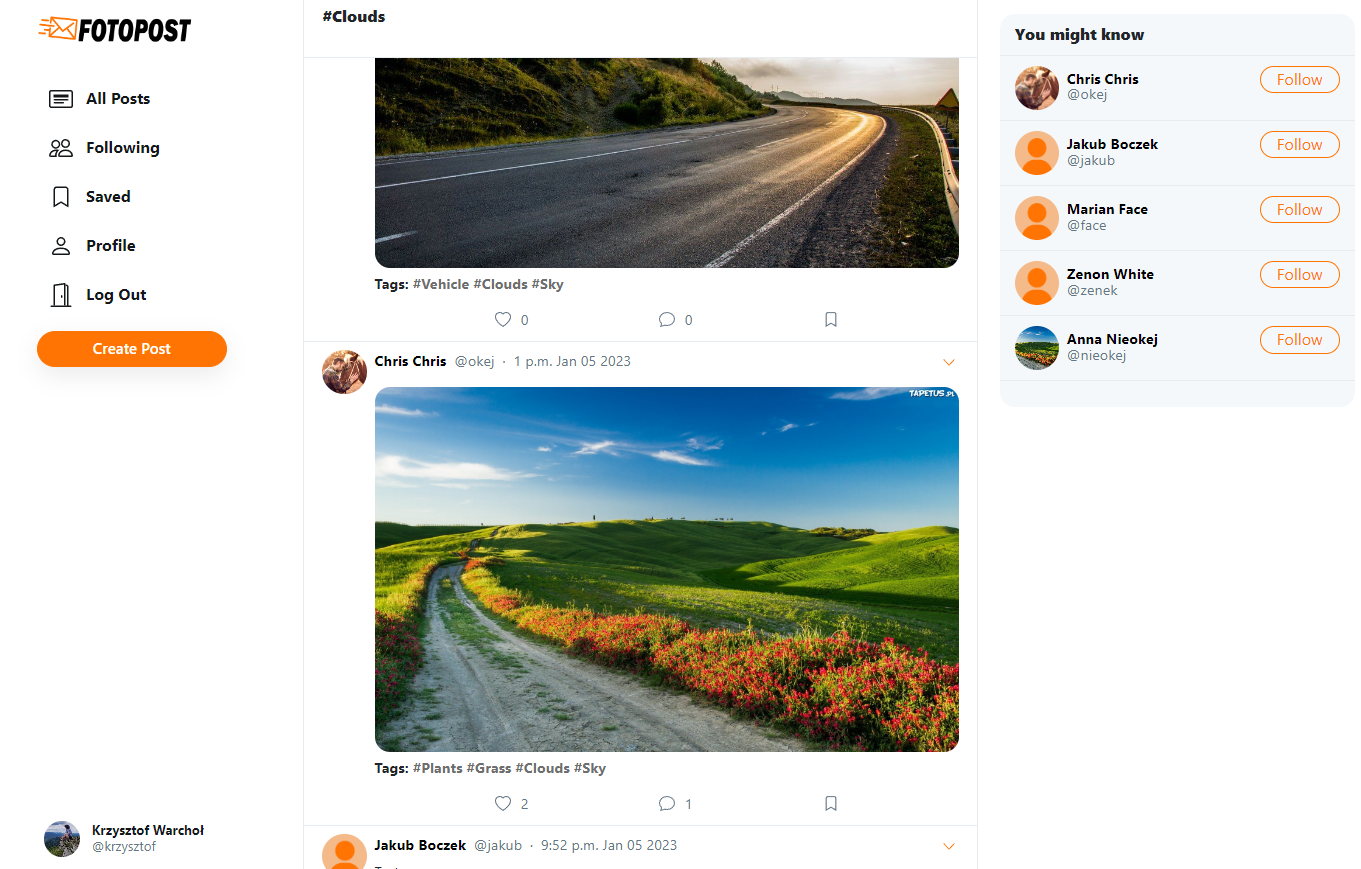 FOTOPOST
All Posts
Following
Saved
Profile
Log Out
Create Post
Krzysztof Warchoł
@krzysztof
#Clouds
Tags: #Vehicle #Clouds #Sky
0 0
Chris Chris @okej · 1 p.m. Jan 05 2023
TAPETUS.PL
Tags: #Plants #Grass #Clouds #Sky
2 1
Jakub Boczek @jakub · 9:52 p.m. Jan 05 2023
You might know
Chris Chris
@okej
Follow
Jakub Boczek
@jakub
Follow
Marian Face
@face
Follow
Zenon White
@zenek
Follow
Anna Nieokej
@nieokej
Follow